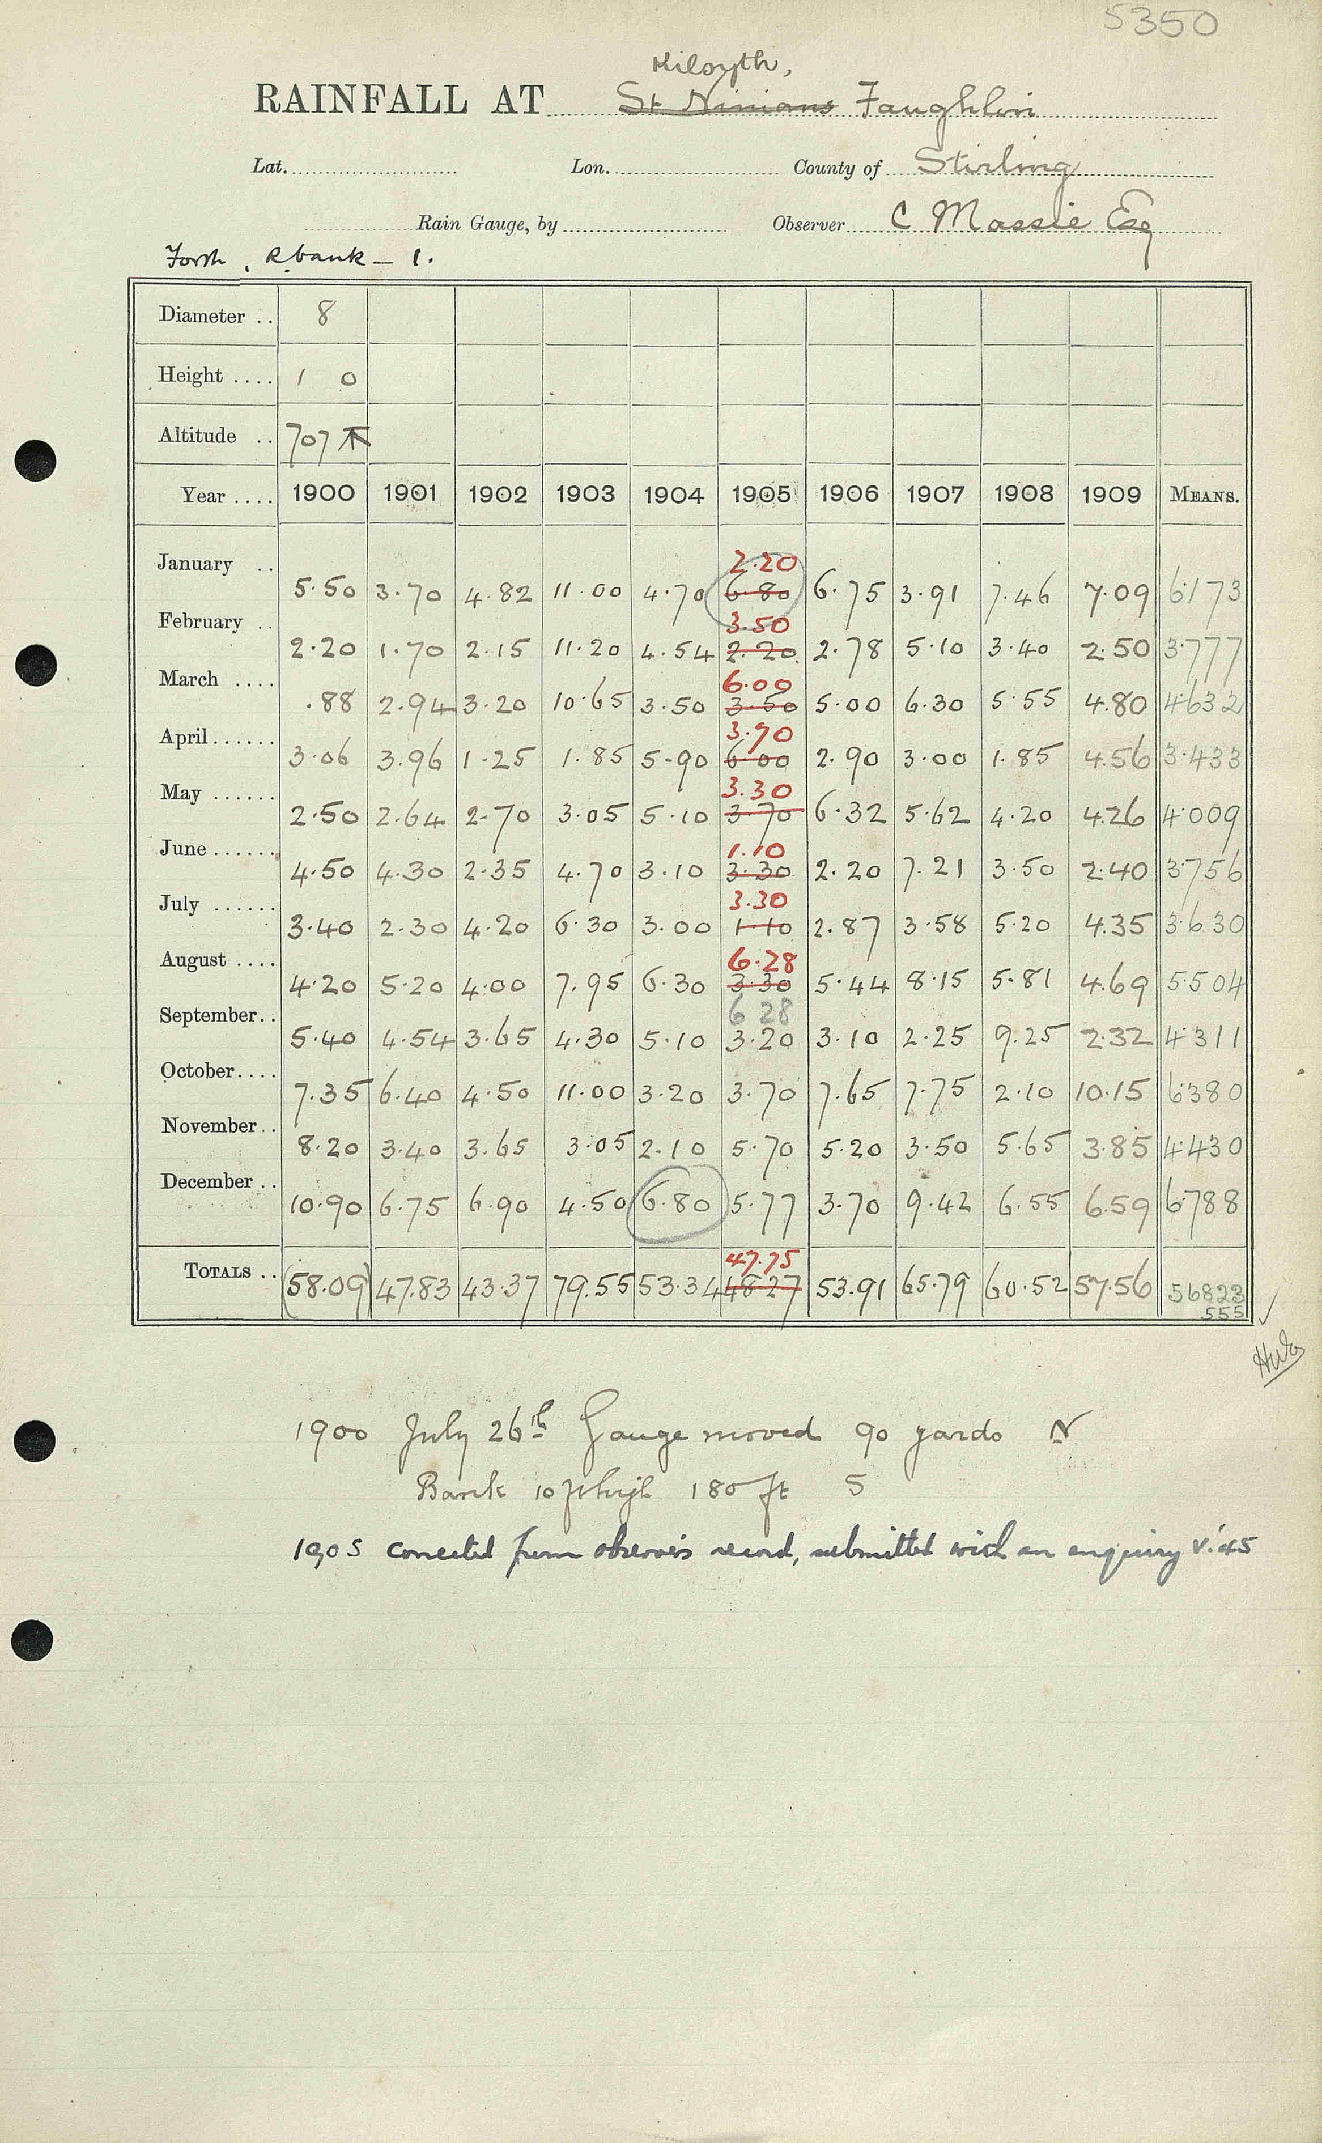 5350
Kilsyth,
RAINFALL AT St Ninians Faughlin
Lat. Lon. County of Stirling
Rain Gauge, by Observer C Massie Esq
Forth, Rbank - 1.
Diameter .. 8
Height .... 1 0
Altitude .. 707
Year .... 1900 1901 1902 1903 1904 1905 1906 1907 1908 1909 MEANS.
2.20
January .. 5.50 3.70 4.82 11.00 4.70 6.80 6.75 3.91 7.46 7.09 6.173
3.50
February .. 2.20 1.70 2.15 11.20 4.54 2.20 2.78 5.10 3.40 2.50 3.777
6.00
March .... .88 2.94 3.20 10.65 3.50 3.50 5.00 6.30 5.55 4.80 4.632
3.70
April...... 3.06 3.96 1.25 1.85 5.90 6.00 2.90 3.00 1.85 4.56 3.433
3.30
May ...... 2.50 2.64 2.70 3.05 5.10 3.70 6.32 5.62 4.20 4.26 4.009
1.10
June...... 4.50 4.30 2.35 4.70 3.10 3.30 2.20 7.21 3.50 2.40 3.756
3.30
July ...... 3.40 2.30 4.20 6.30 3.00 1.10 2.87 3.58 5.20 4.35 3.630
6.28
August .... 4.20 5.20 4.00 7.95 6.30 3.30 5.44 8.15 5.81 4.69 5.504
6 28
September.. 5.40 4.54 3.65 4.30 5.10 3.20 3.10 2.25 9.25 2.32 4.311
October.... 7.35 6.40 4.50 11.00 3.20 3.70 7.65 7.75 2.10 10.15 6.380
November.. 8.20 3.40 3.65 3.05 2.10 5.70 5.20 3.50 5.65 3.85 4.430
December .. 10.90 6.75 6.90 4.50 6.80 5.77 3.70 9.42 6.55 6.59 6.788
47.75
TOTALS .. (58.09) 47.83 43.37 79.55 53.34 48.27 53.91 65.79 60.52 57.56 56823
555
1900 July 26th Gauge moved 90 yards N
Bank 10 ft high 180 ft S
1905 corrected from observer's record, submitted with an enquiry v.'45